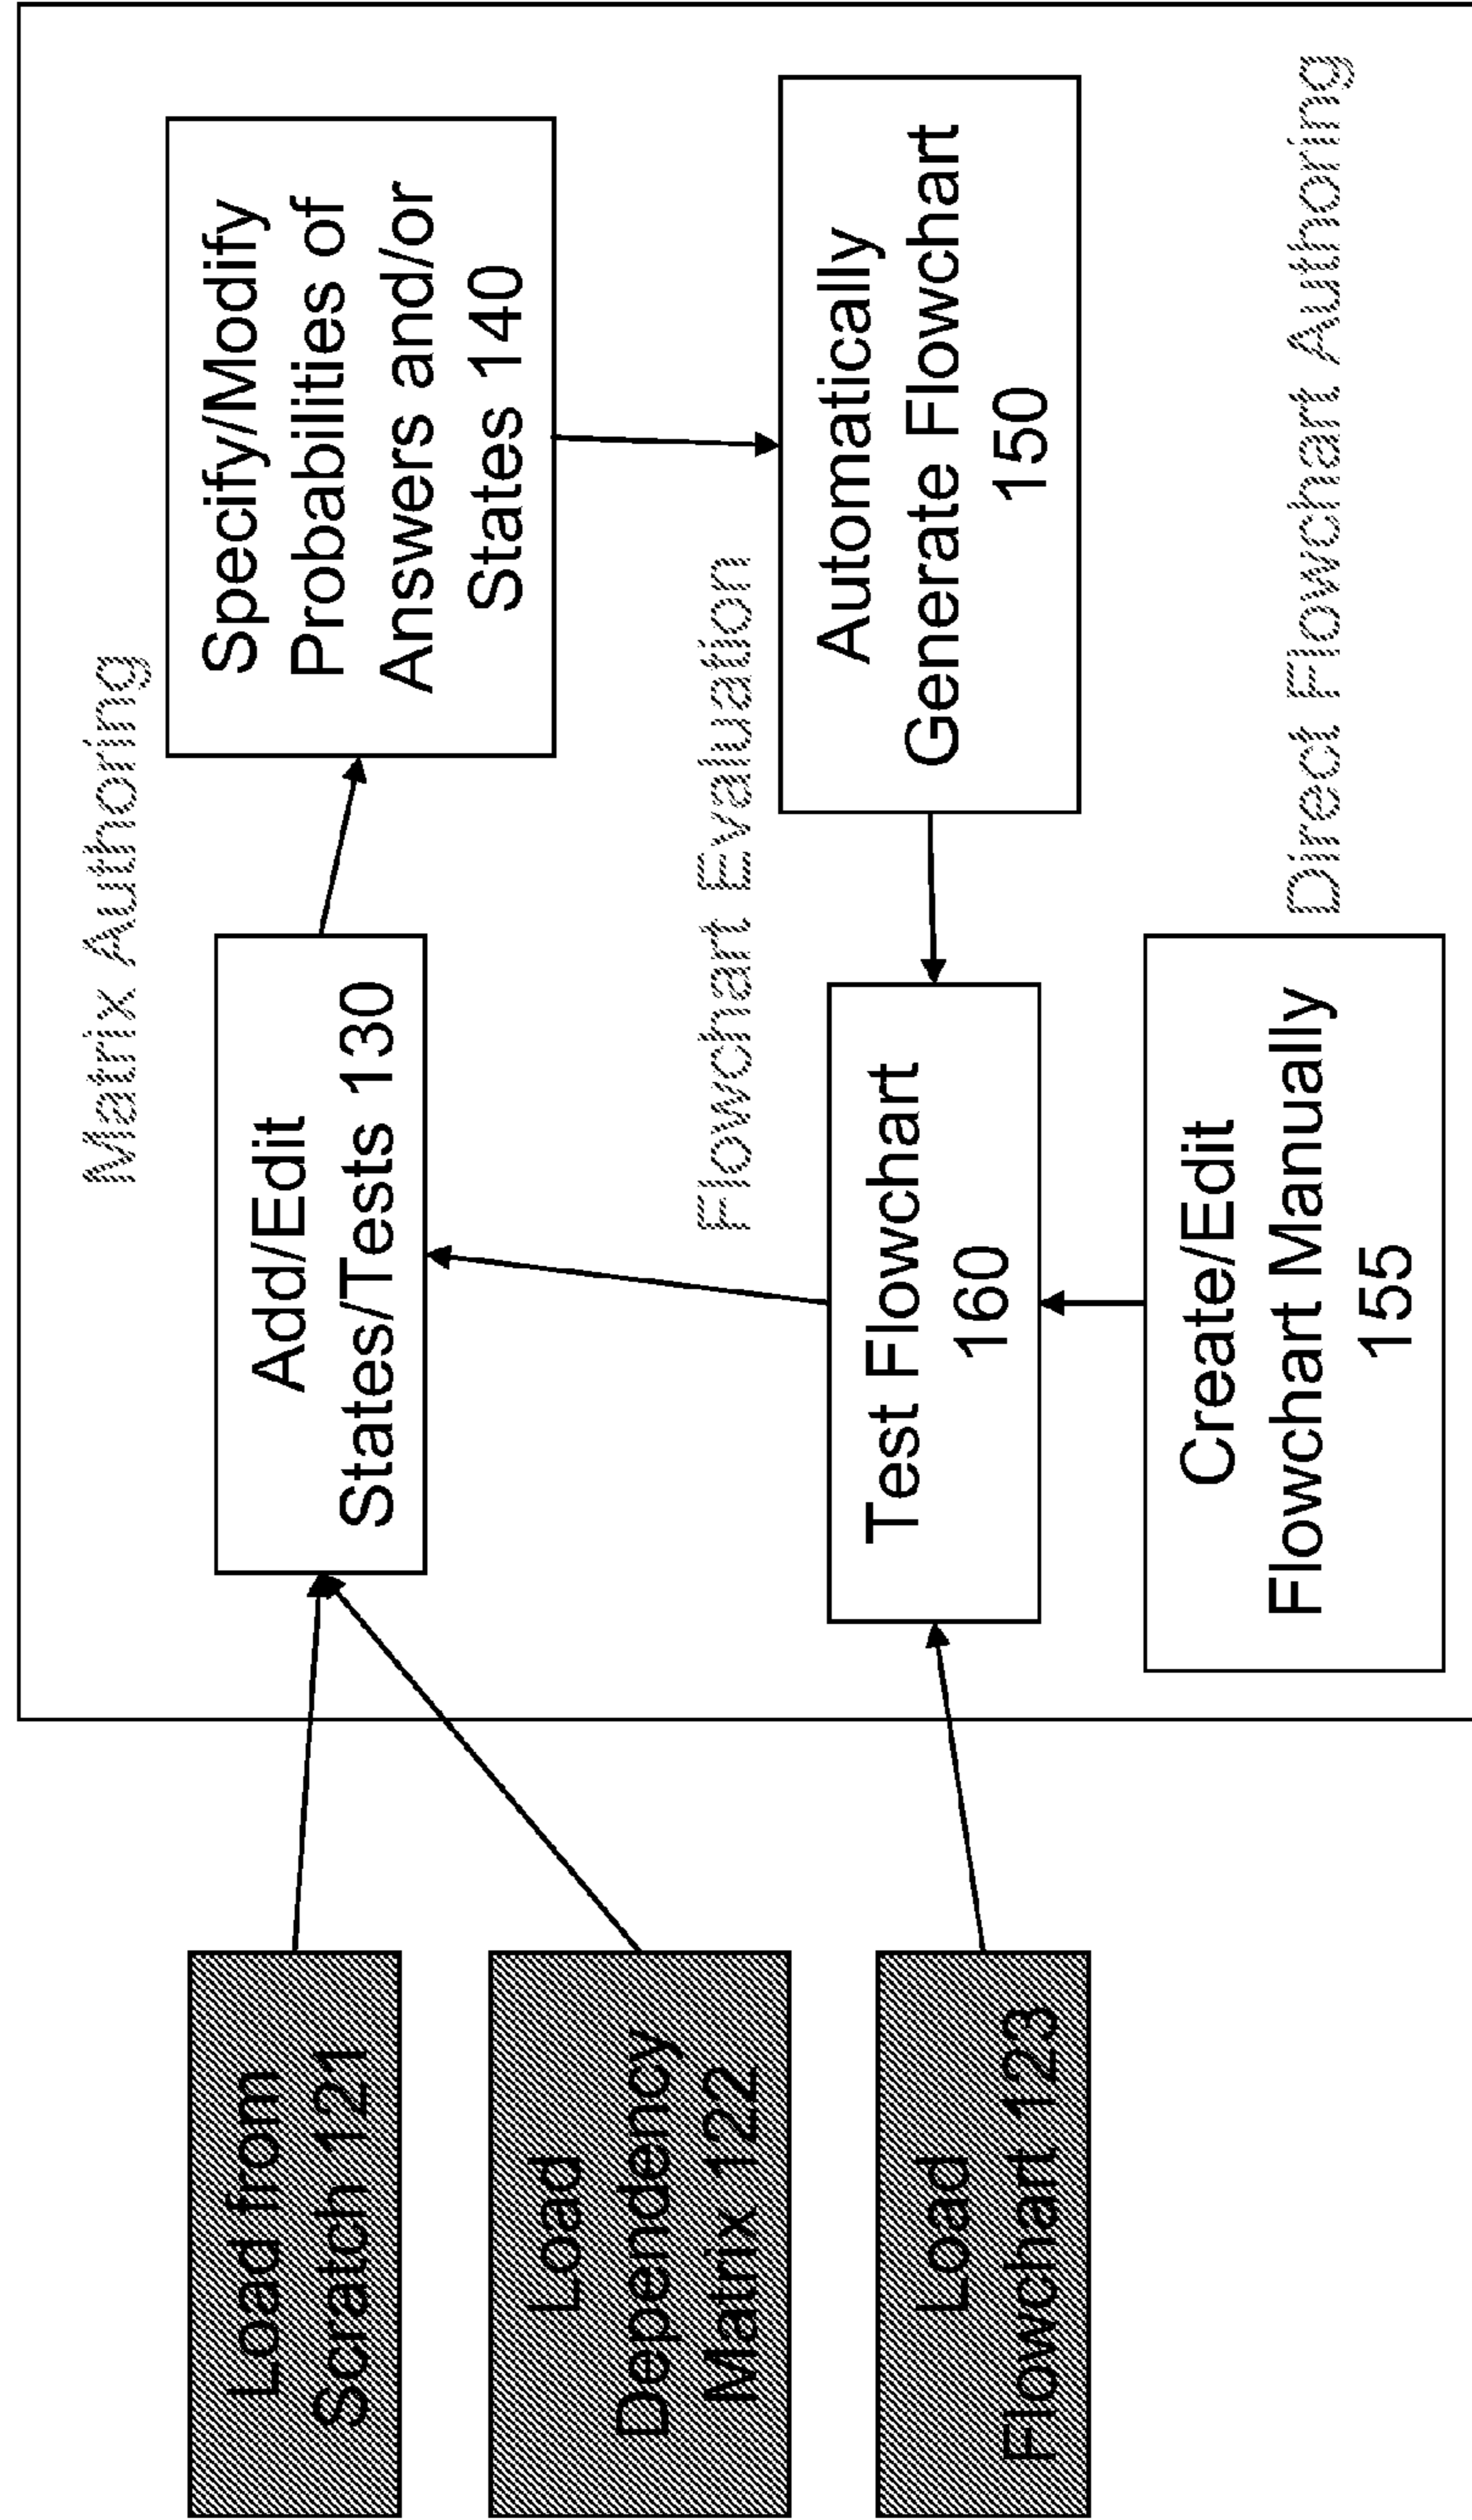 Matrix Authoring
Load from
Scratch 121
Add/Edit
States/Tests 130
Specify/Modify
Probabilities of
Answers and/or
States 140
Load
Dependency
Matrix 122
Flowchart Evaluation
Load
Flowchart 123
Test Flowchart
160
Automatically
Generate Flowchart
150
Create/Edit
Flowchart Manually
155
Direct Flowchart Authoring